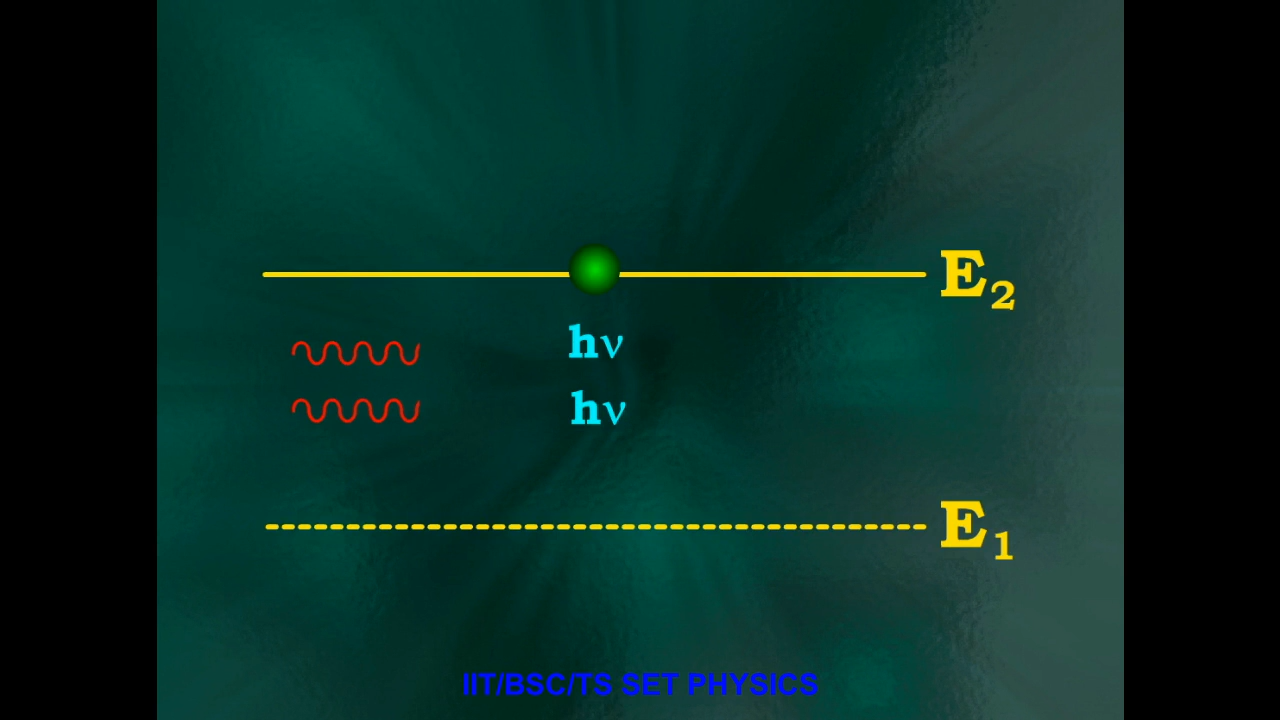 E₂
hν
hν
E₁
IIT/BSC/TS SET PHYSICS